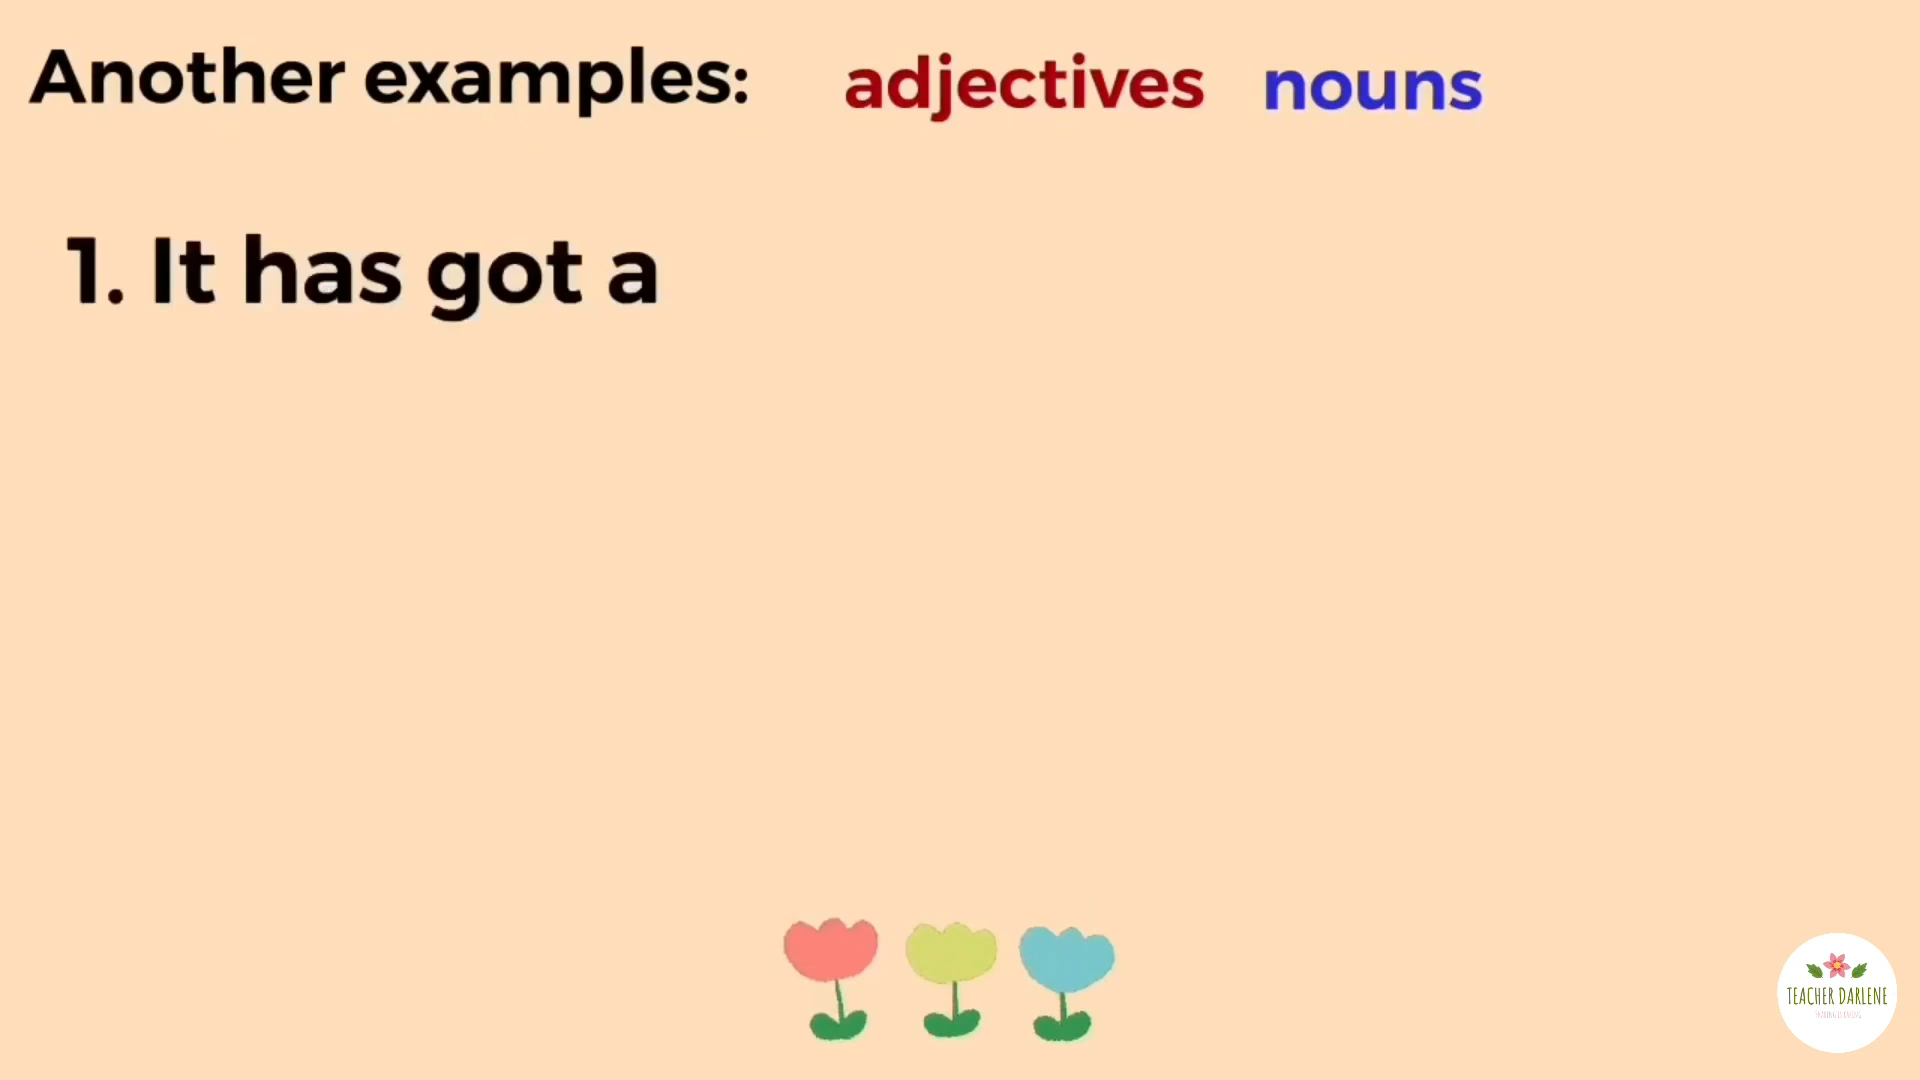 Another examples: adjectives nouns
1. It has got a
TEACHER DARLENE